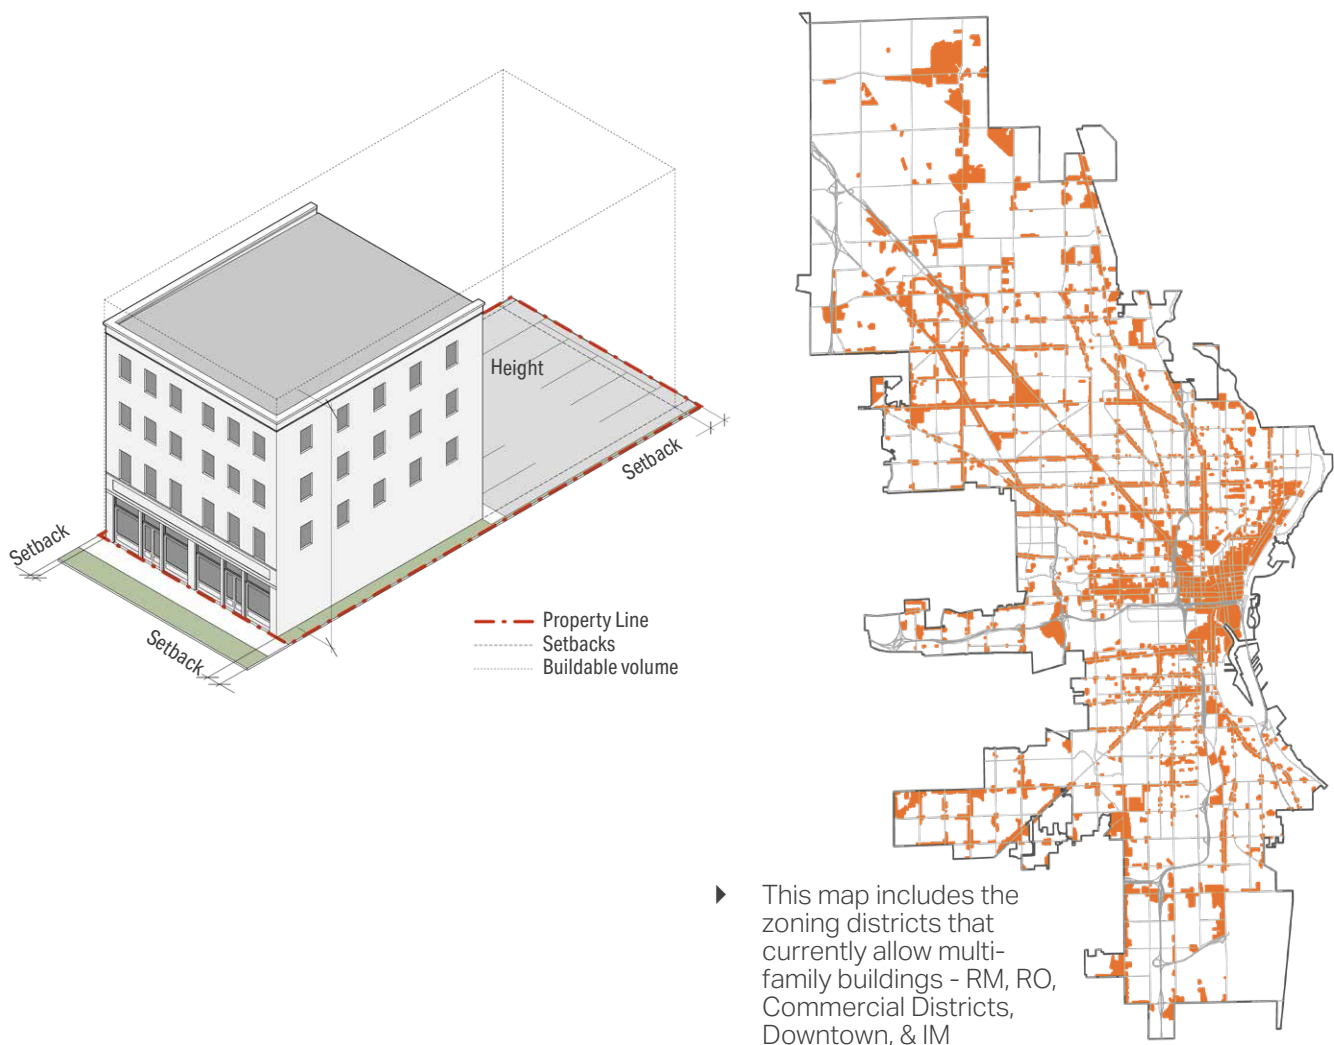 Height
Setback
Setback
Setback
Property Line
Setbacks
Buildable volume
This map includes the
zoning districts that
currently allow multi-
family buildings - RM, RO,
Commercial Districts,
Downtown, & IM